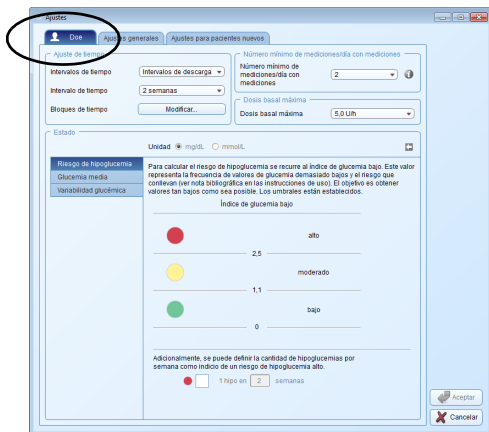 Ajustes
Doe
Ajustes generales
Ajustes para pacientes nuevos
Ajuste de tiempo
Intervalos de tiempo
Intervalos de descarga
Intervalo de tiempo
2 semanas
Bloques de tiempo
Modificar...
Número mínimo de mediciones/día con mediciones
Número mínimo de
mediciones/día con
mediciones
2
Dosis basal máxima
Dosis basal máxima
5,0 U/h
Estado
Unidad
mg/dL
mmol/L
Riesgo de hipoglucemia
Glucemia media
Variabilidad glucémica
Para calcular el riesgo de hipoglucemia se recurre al índice de glucemia bajo. Este valor
representa la frecuencia de valores de glucemia demasiado bajos y el riesgo que
conllevan (ver nota bibliográfica en las instrucciones de uso). El objetivo es obtener
valores tan bajos como sea posible. Los umbrales están establecidos.
Índice de glucemia bajo
alto
2,5
moderado
1,1
bajo
0
Adicionalmente, se puede definir la cantidad de hipoglucemias por
semana como indicio de un riesgo de hipoglucemia alto.
1 hipo en 2 semanas
Aceptar
Cancelar